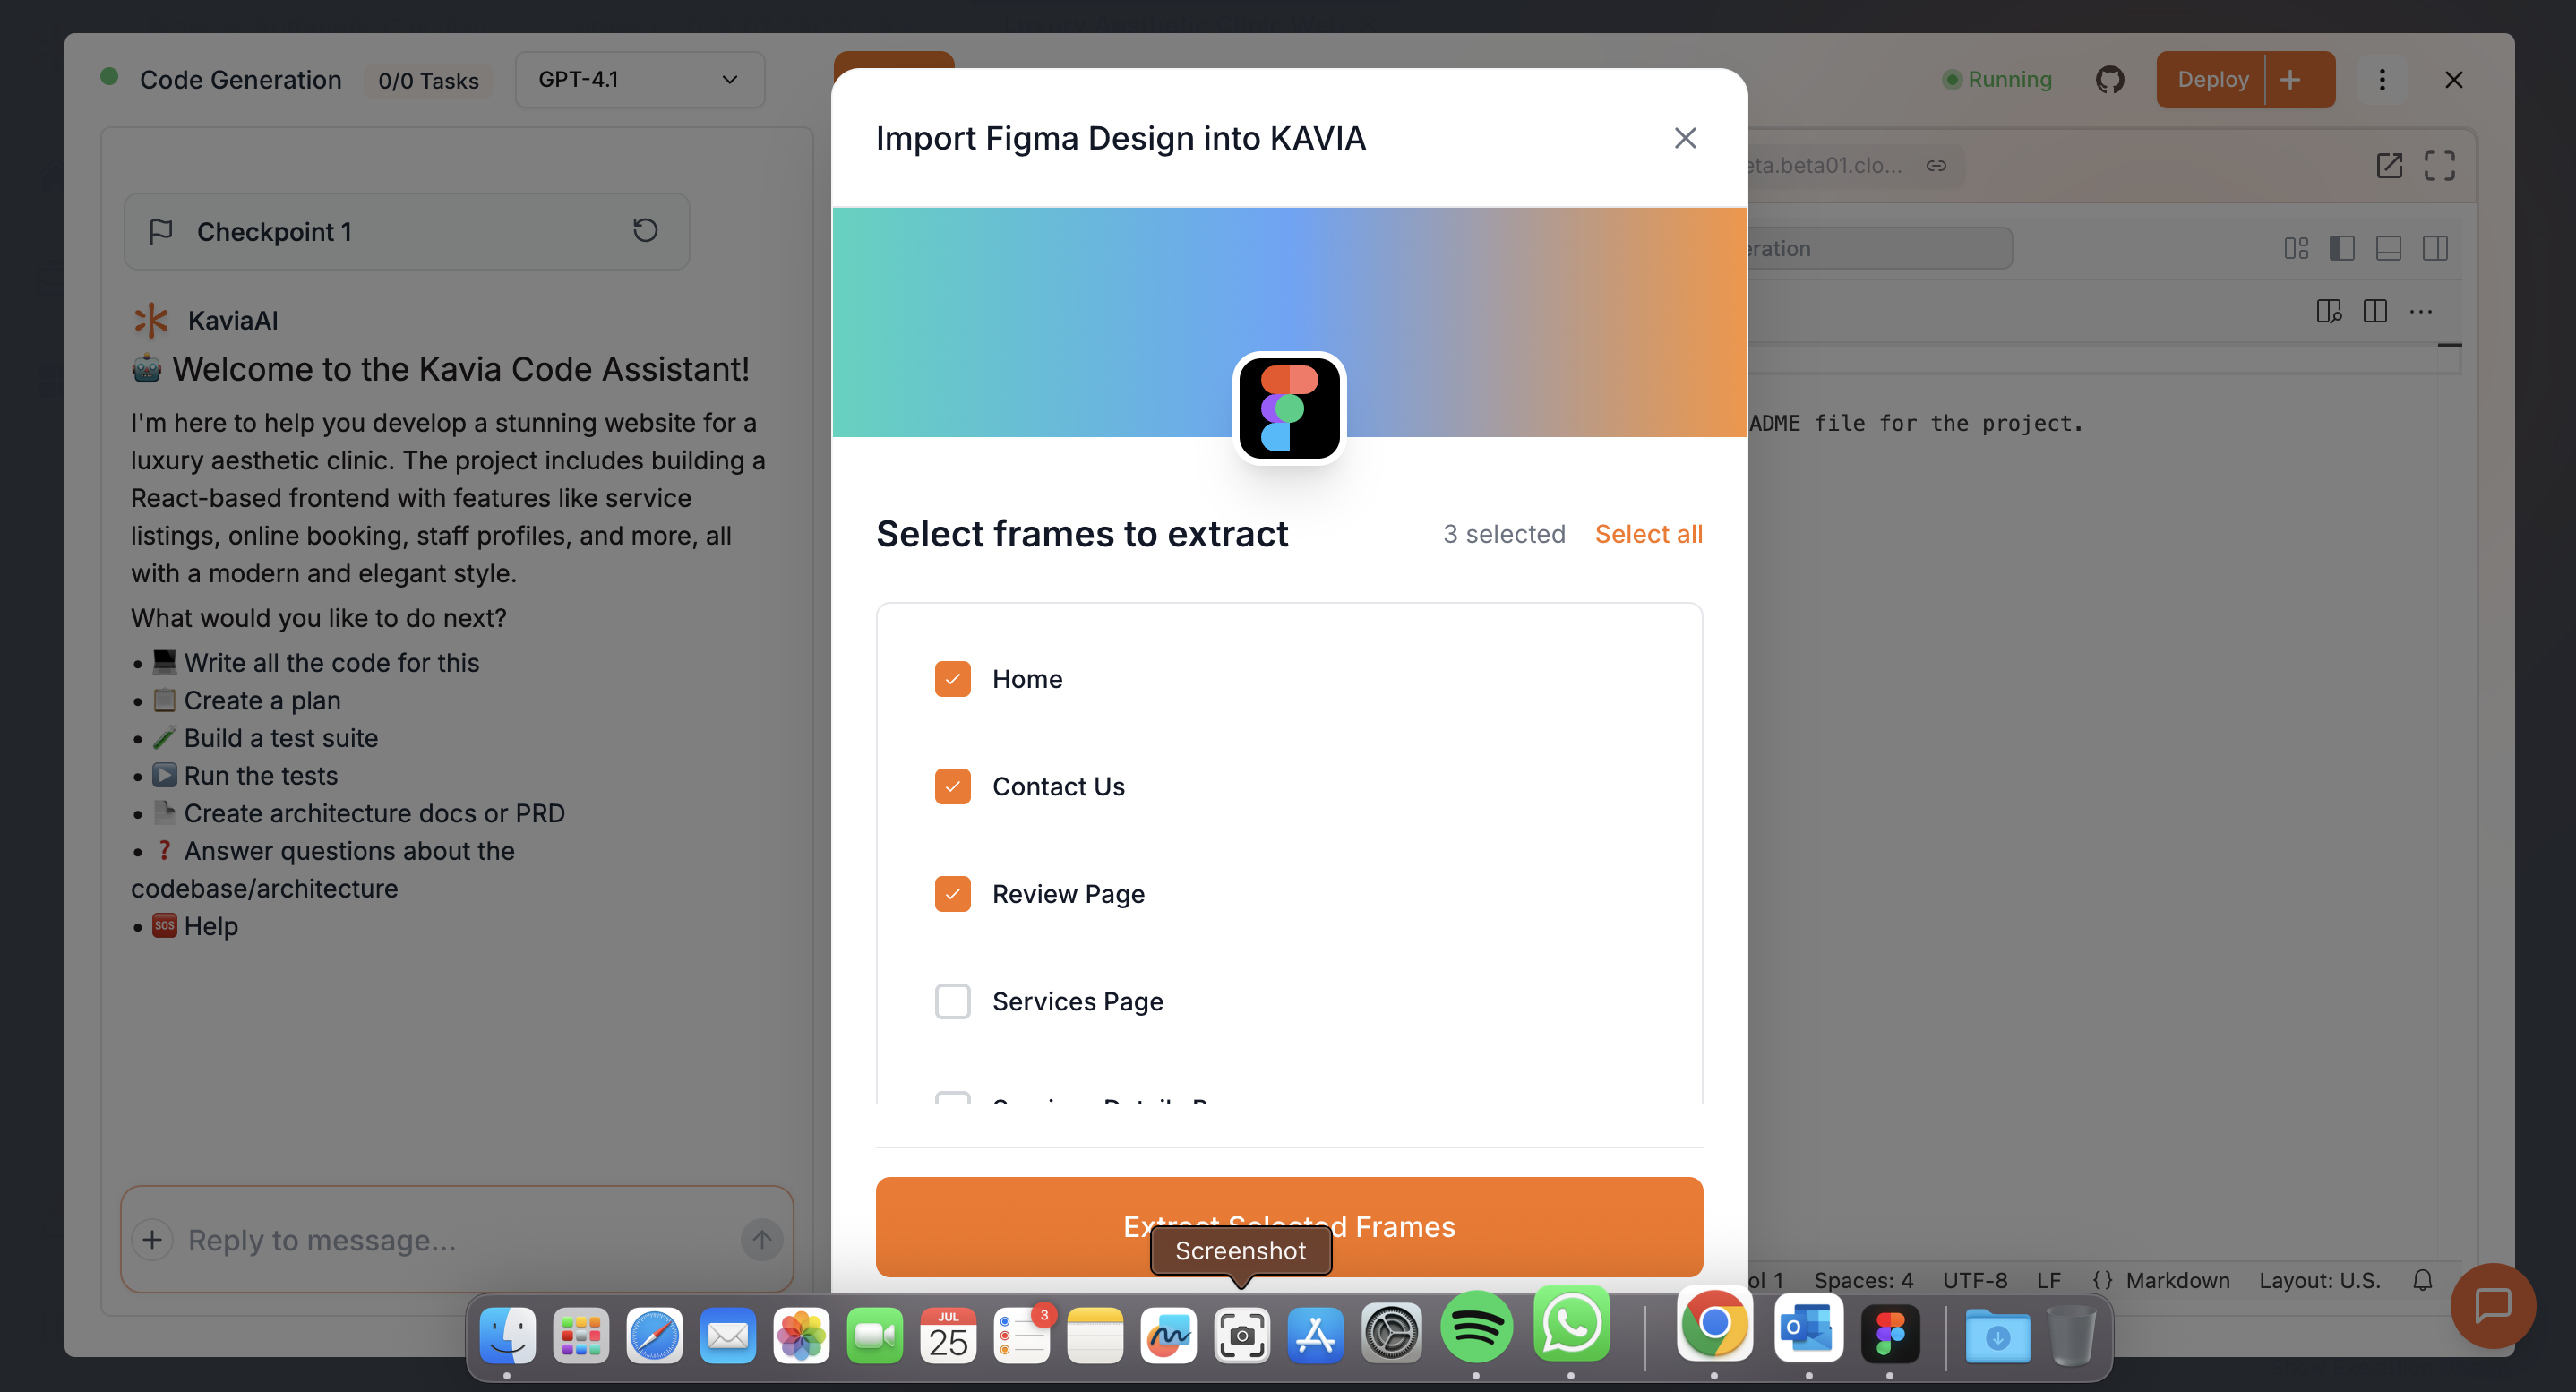 Code Generation
0/0 Tasks
GPT-4.1
Running
Deploy
Checkpoint 1
KaviaAI
Welcome to the Kavia Code Assistant!
I'm here to help you develop a stunning website for a
luxury aesthetic clinic. The project includes building a
React-based frontend with features like service
listings, online booking, staff profiles, and more, all
with a modern and elegant style.
What would you like to do next?
• Write all the code for this
• Create a plan
• Build a test suite
• Run the tests
• Create architecture docs or PRD
• ❓ Answer questions about the
codebase/architecture
• SOS Help
Reply to message...
Import Figma Design into KAVIA
Select frames to extract
3 selected
Select all
Home
Contact Us
Review Page
Services Page
Extract Selected Frames
Screenshot
eta.beta01.clo...
eration
ADME file for the project.
ol 1
Spaces: 4
UTF-8
LF
{} Markdown
Layout: U.S.
JUL
25
3